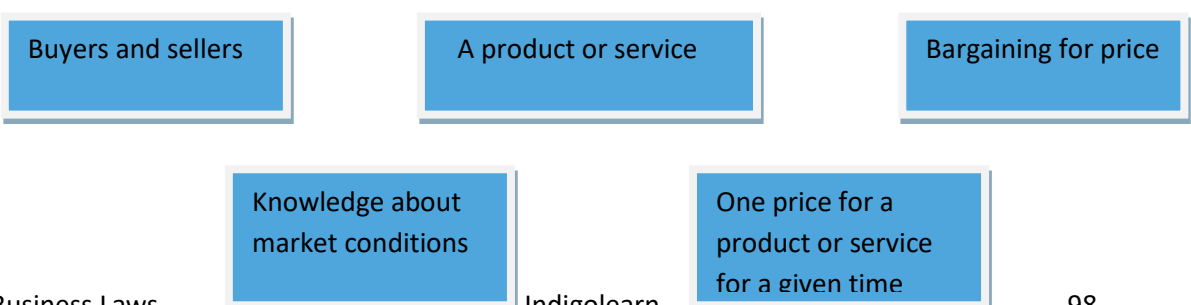 Buyers and sellers
A product or service
Bargaining for price
Knowledge about
market conditions
One price for a
product or service
for a given time
Business Laws
Indigolearn
98